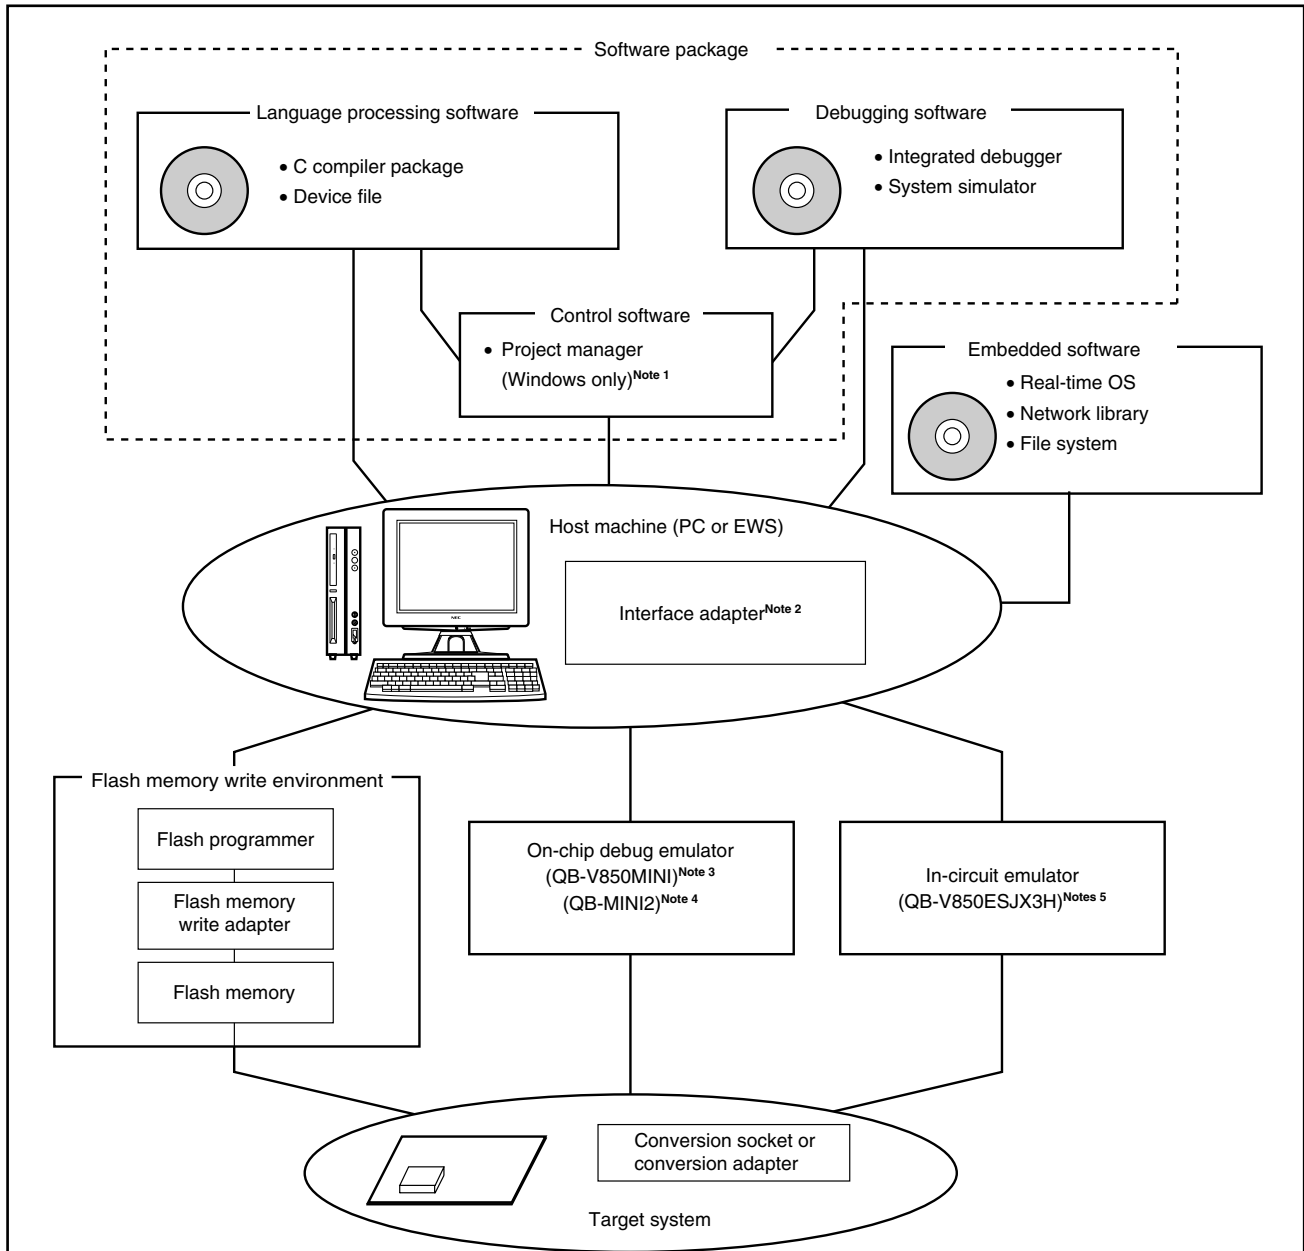 Software package
Language processing software
• C compiler package
• Device file
Debugging software
• Integrated debugger
• System simulator
Control software
• Project manager
(Windows only)Note 1
Embedded software
• Real-time OS
• Network library
• File system
Host machine (PC or EWS)
Interface adapterNote 2
NEC
Flash memory write environment
Flash programmer
Flash memory
write adapter
Flash memory
On-chip debug emulator
(QB-V850MINI)Note 3
(QB-MINI2)Note 4
In-circuit emulator
(QB-V850ESJX3H)Notes 5
Conversion socket or
conversion adapter
Target system